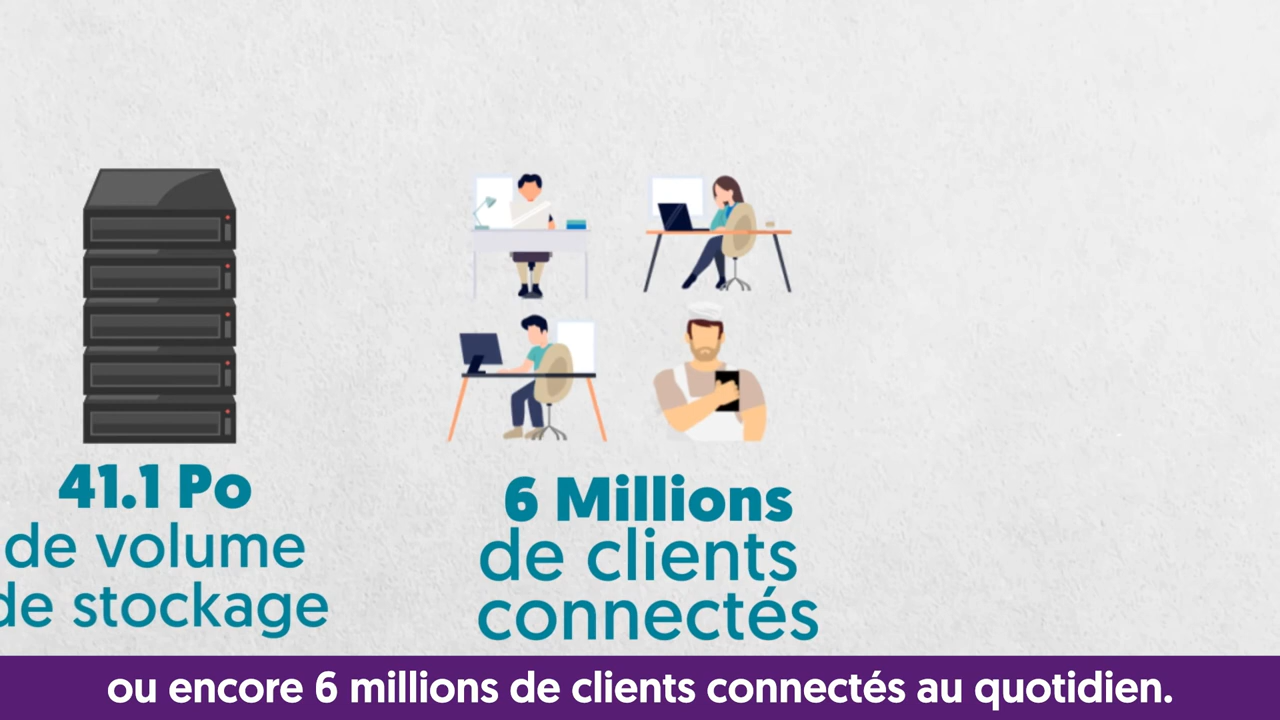 41.1 Po
de volume
de stockage
6 Millions
de clients
connectés
ou encore 6 millions de clients connectés au quotidien.